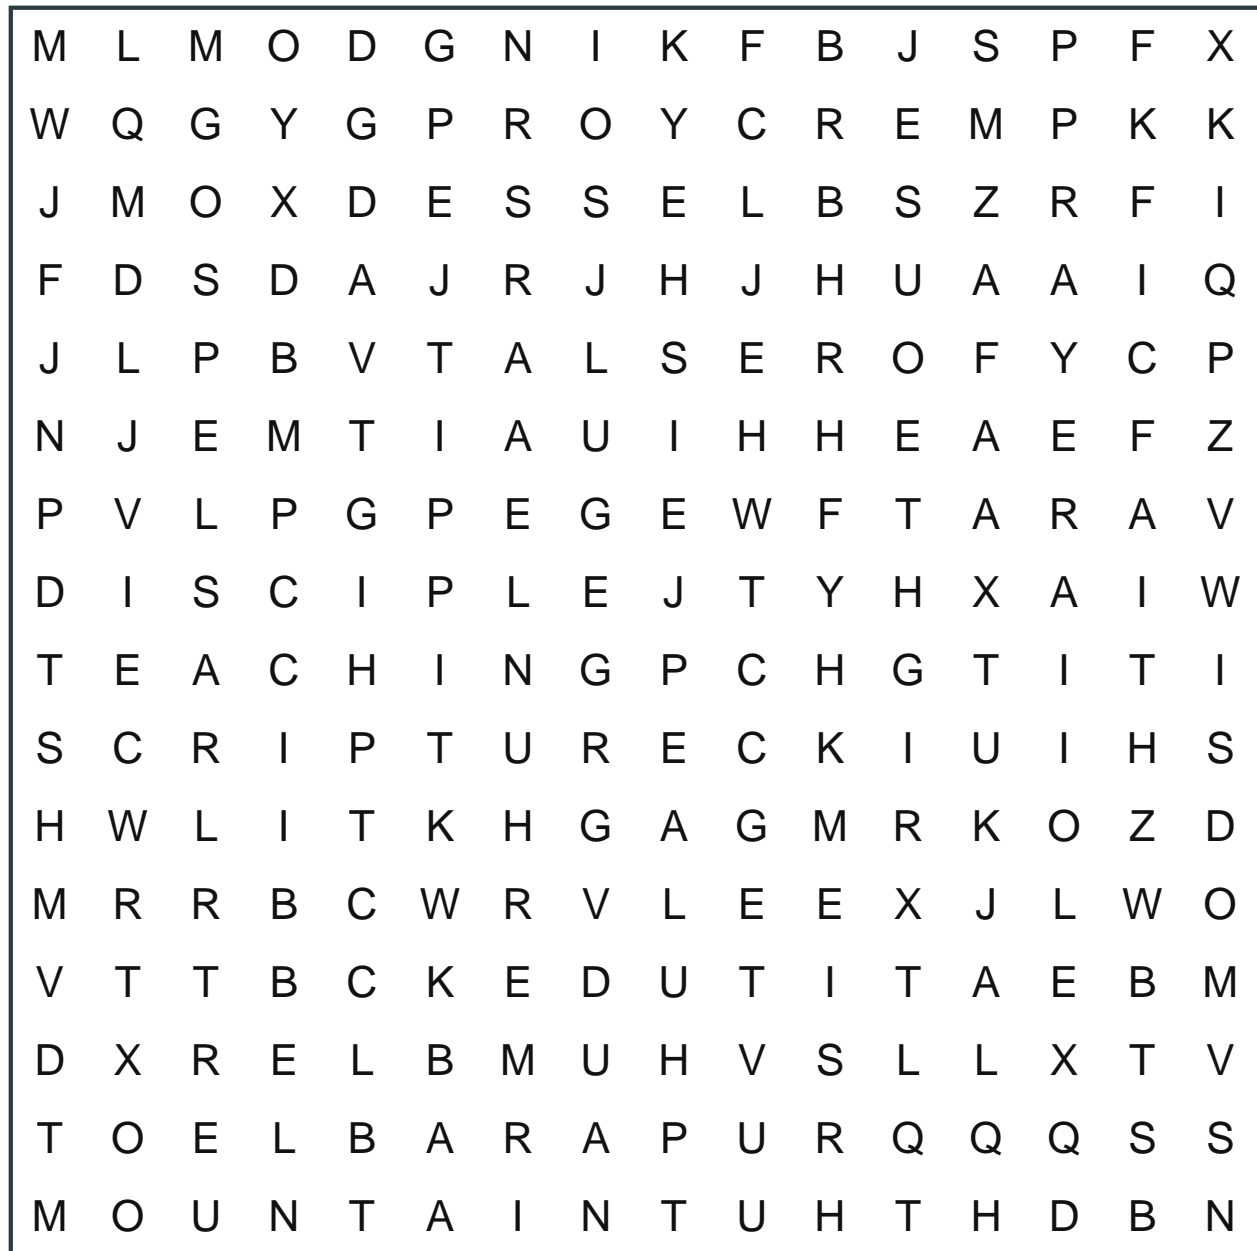 M L M O D G N I K F B J S P F X
W Q G Y G P R O Y C R E M P K K
J M O X D E S S E L B S Z R F I
F D S D A J R J H J H U A A I Q
J L P B V T A L S E R O F Y C P
N J E M T I A U I H H E A E F Z
P V L P G P E G E W F T A R A V
D I S C I P L E J T Y H X A I W
T E A C H I N G P C H G T I T I
S C R I P T U R E C K I U I H S
H W L I T K H G A G M R K O Z D
M R R B C W R V L E E X J L W O
V T T B C K E D U T I T A E B M
D X R E L B M U H V S L L X T V
T O E L B A R A P U R Q Q Q S S
M O U N T A I N T U H T H D B N